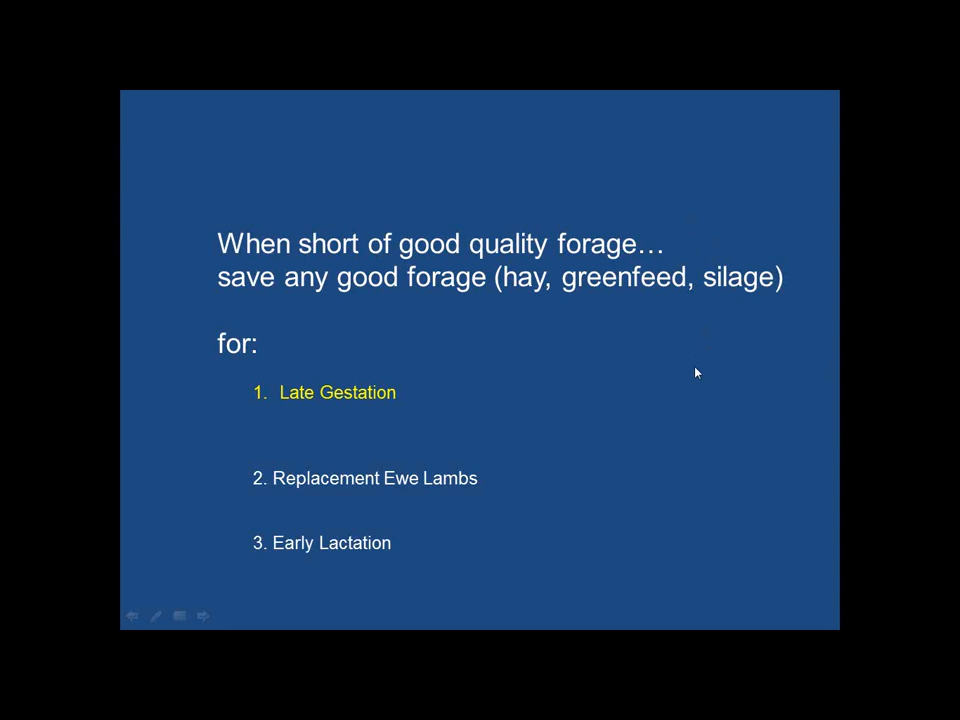 When short of good quality forage…
save any good forage (hay, greenfeed, silage)
for:
1. Late Gestation
2. Replacement Ewe Lambs
3. Early Lactation